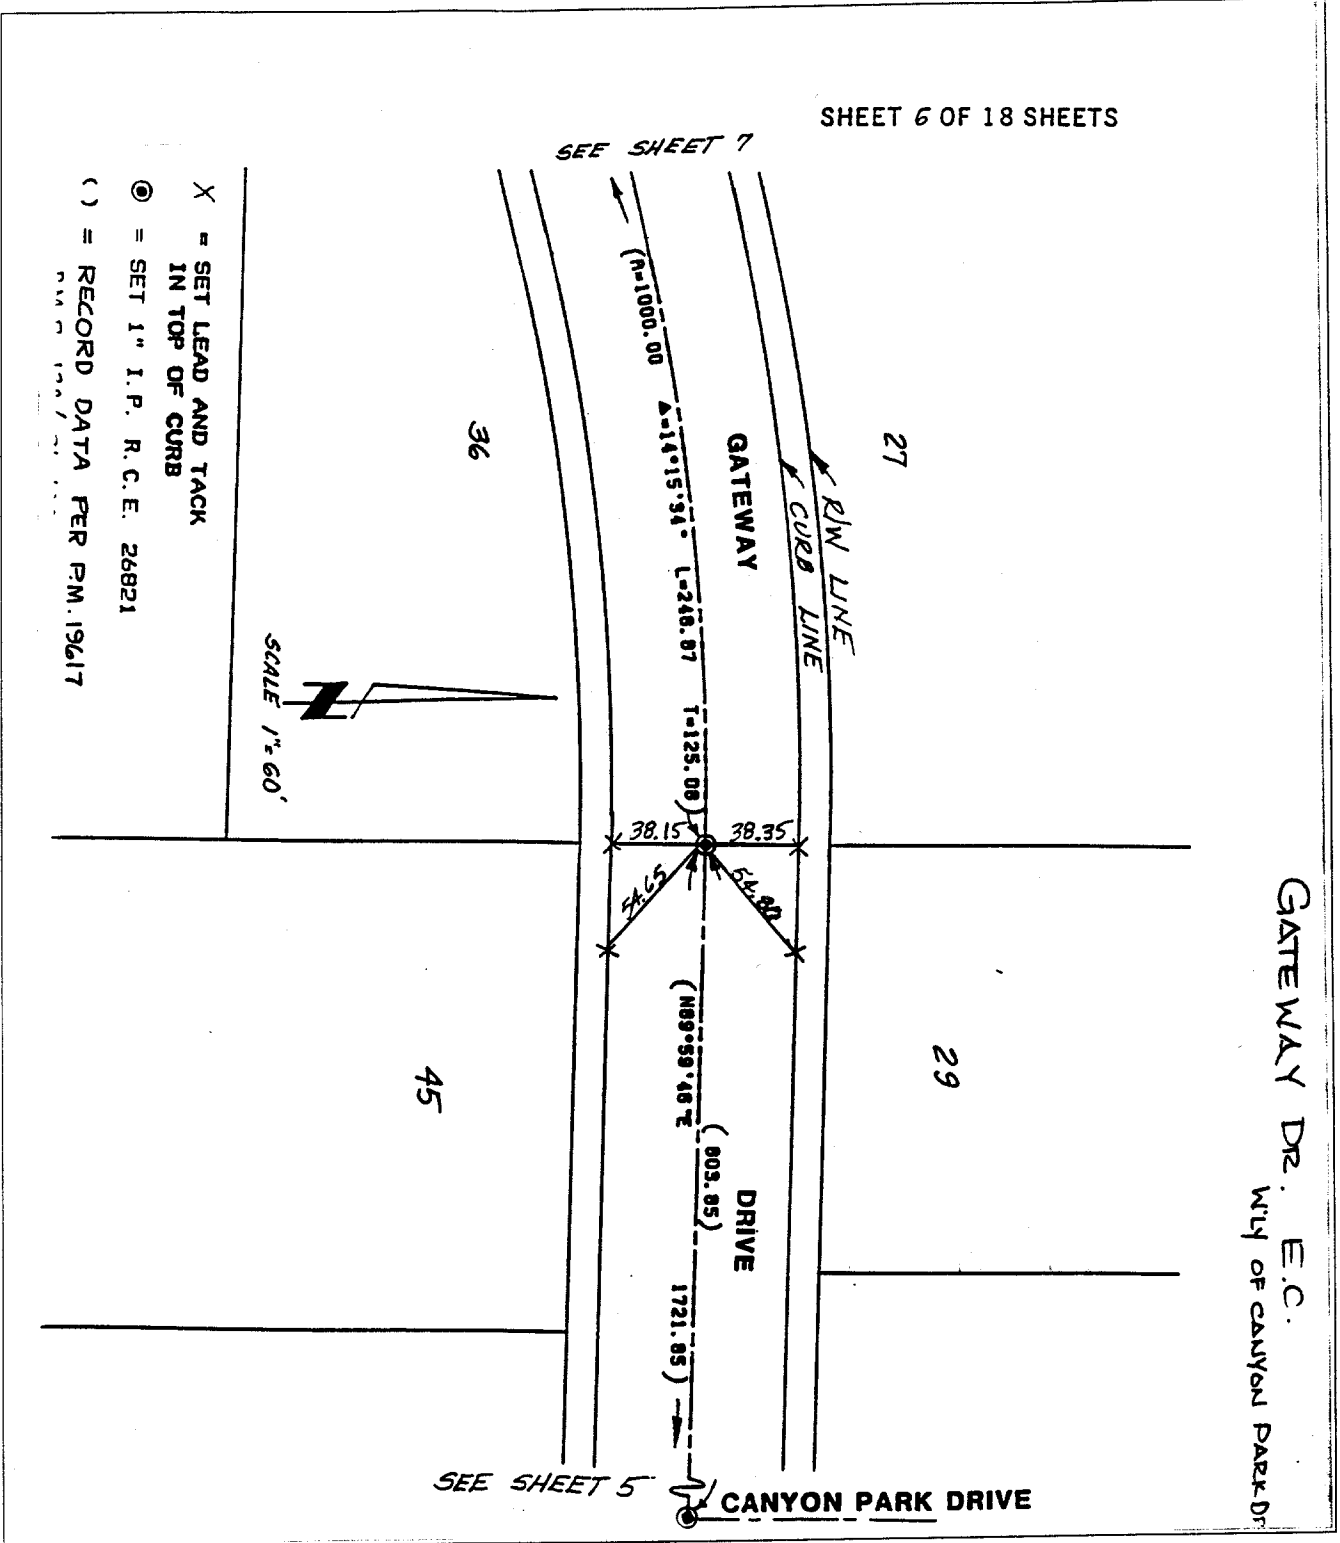 SHEET 6 OF 18 SHEETS
SEE SHEET 7
GATEWAY DR. E.C.
W'LY OF CANYON PARK DR
27
R/W LINE
CURB LINE
GATEWAY
(R=1000.00
Δ=14°15'34" L=248.87 T=125.08)
36
38.15
38.35
54.65
54.80
29
45
(N89°59'48"E
1721.85)
(803.85)
DRIVE
SEE SHEET 5
CANYON PARK DRIVE
SCALE 1"=60'
X = SET LEAD AND TACK
IN TOP OF CURB
= SET 1" I.P. R.C.E. 26821
( ) = RECORD DATA PER P.M. 19617